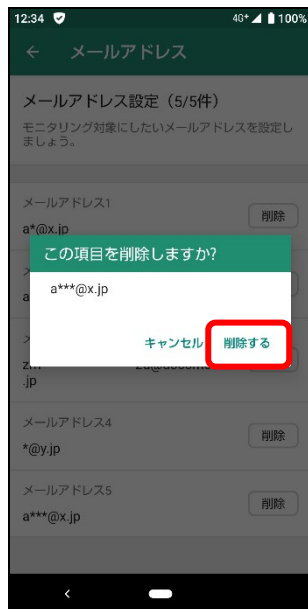 12:34
4G+ 100%
メールアドレス
メールアドレス設定（5/5件）
モニタリング対象にしたいメールアドレスを設定し
ましょう。
メールアドレス1
a*@x.jp
削除
この項目を削除しますか?
a***@x.jp
キャンセル
削除する
.jp
メールアドレス4
*@y.jp
削除
メールアドレス5
a***@x.jp
削除